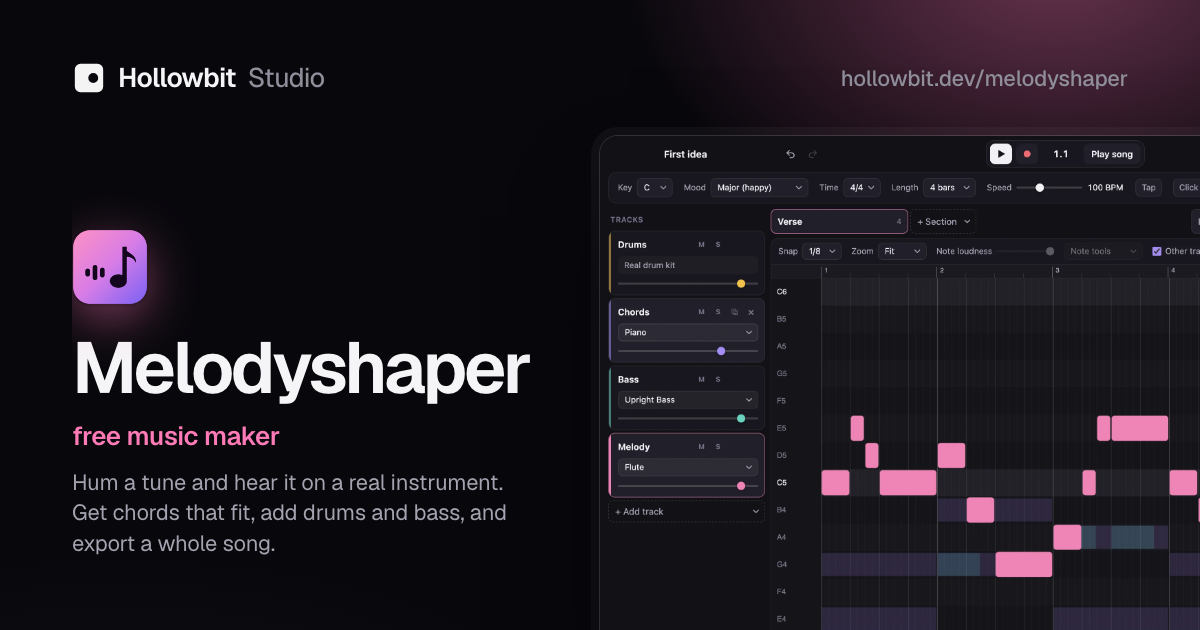 Hollowbit Studio
hollowbit.dev/melodyshaper
Melodyshaper
free music maker
Hum a tune and hear it on a real instrument.
Get chords that fit, add drums and bass, and
export a whole song.
First idea
1.1 Play song
Key C Mood Major (happy) Time 4/4 Length 4 bars Speed 100 BPM Tap Click
TRACKS
Verse 4 + Section
Snap 1/8 Zoom Fit Note loudness Note tools Other tra
1 2 3 4
Drums M S
Real drum kit
Chords M S
Piano
Bass M S
Upright Bass
Melody M S
Flute
+ Add track
C6
B5
A5
G5
F5
E5
D5
C5
B4
A4
G4
F4
E4